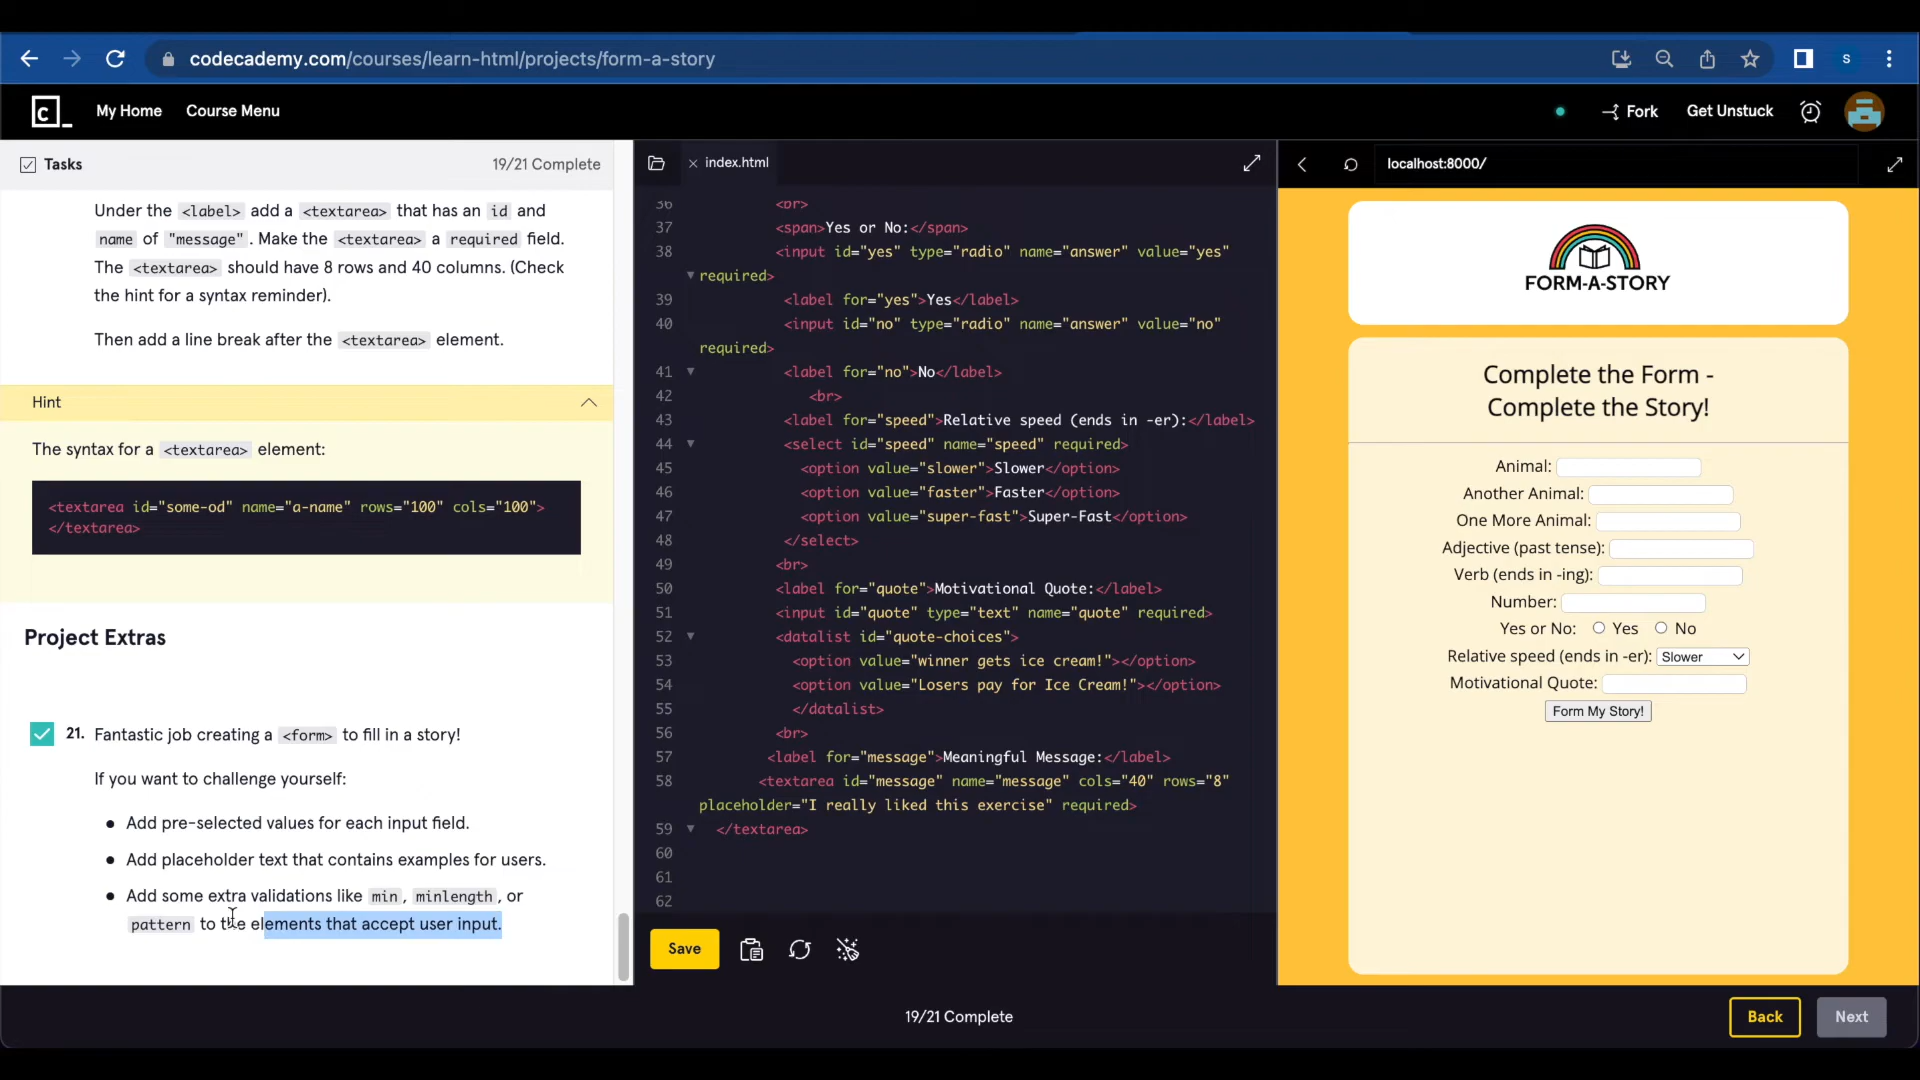 codecademy.com/courses/learn-html/projects/form-a-story
S
C_
My Home
Course Menu
Fork
Get Unstuck
Tasks
19/21 Complete
Under the <label> add a <textarea> that has an id and
name of "message". Make the <textarea> a required field.
The <textarea> should have 8 rows and 40 columns. (Check
the hint for a syntax reminder).
Then add a line break after the <textarea> element.
Hint
The syntax for a <textarea> element:
<textarea id="some-od" name="a-name" rows="100" cols="100">
</textarea>
Project Extras
21. Fantastic job creating a <form> to fill in a story!
If you want to challenge yourself:
● Add pre-selected values for each input field.
● Add placeholder text that contains examples for users.
● Add some extra validations like min, minlength, or
pattern to the elements that accept user input.
index.html
36 <br>
37 <span>Yes or No:</span>
38 <input id="yes" type="radio" name="answer" value="yes"
required>
39 <label for="yes">Yes</label>
40 <input id="no" type="radio" name="answer" value="no"
required>
41 <label for="no">No</label>
42 <br>
43 <label for="speed">Relative speed (ends in -er):</label>
44 <select id="speed" name="speed" required>
45 <option value="slower">Slower</option>
46 <option value="faster">Faster</option>
47 <option value="super-fast">Super-Fast</option>
48 </select>
49 <br>
50 <label for="quote">Motivational Quote:</label>
51 <input id="quote" type="text" name="quote" required>
52 <datalist id="quote-choices">
53 <option value="winner gets ice cream!"></option>
54 <option value="Losers pay for Ice Cream!"></option>
55 </datalist>
56 <br>
57 <label for="message">Meaningful Message:</label>
58 <textarea id="message" name="message" cols="40" rows="8"
placeholder="I really liked this exercise" required>
59 </textarea>
60
61
62
Save
localhost:8000/
FORM-A-STORY
Complete the Form -
Complete the Story!
Animal:
Another Animal:
One More Animal:
Adjective (past tense):
Verb (ends in -ing):
Number:
Yes or No: Yes No
Relative speed (ends in -er): Slower
Motivational Quote:
Form My Story!
19/21 Complete
Back
Next